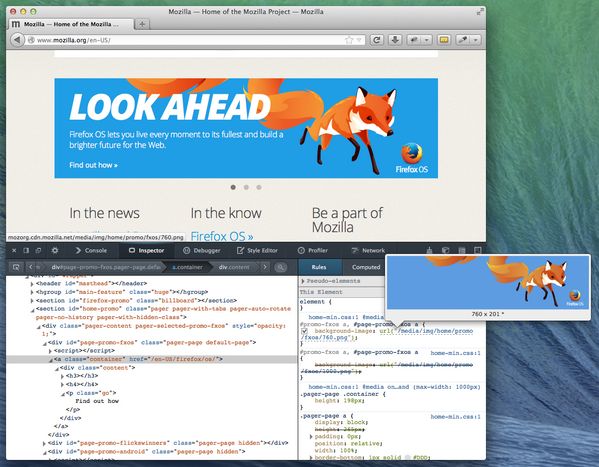 Mozilla — Home of the Mozilla Project — Mozilla
m Mozilla — Home of the Mozilla ... × +
www.mozilla.org/en-US/
LOOK AHEAD
Firefox OS lets you live every moment to its fullest and build a
brighter future for the Web.
Find out how »
Firefox OS
In the news In the know Be a part of
Mozilla
Firefox OS »
mozorg.cdn.mozilla.net/media/img/home/promo/fxos/760.png
Console Inspector Debugger Style Editor Profiler Network
div#page-promo-fxos.pager-page.defa a.container div.content Rules Computed
<header id="masthead"></header>
<hgroup id="main-feature" class="huge"></hgroup>
<section id="firefox-promo" class="billboard"></section>
<section id="home-promo" class="pager pager-with-tabs pager-auto-rotate
pager-no-history pager-with-hidden-class">
<div class="pager-content pager-selected-promo-fxos" style="opacity:
1;">
<div id="page-promo-fxos" class="pager-page default-page">
<script></script>
<a class="container" href="/en-US/firefox/os/">
<div class="content">
<h3></h3>
<h4></h4>
<p class="go">
Find out how
</p>
</div>
</a>
</div>
<div id="page-promo-flickswinners" class="pager-page hidden"></div>
<div id="page-promo-android" class="pager-page hidden"></div>
<script></script>
Pseudo-elements
This Element
element {
}
home-min.css:1 @media
#promo-fxos a, #page-promo-fxos a {
background-image: url("/media/img/home/promo
/fxos/760.png");
}
home-min.css:1
#promo-fxos a, #page-promo-fxos a {
background-image: url("/media/img/home/promo
/fxos/1000.png");
}
home-min.css:1 @media on…and (max-width: 1000px)
.pager-page .container {
height: 198px;
}
.pager-page a { home-min.css:1
display: block;
height: 265px;
padding: 0px;
position: relative;
width: 100%;
border-bottom: 1px solid #DDD;
Firefox OS
760 x 201 *